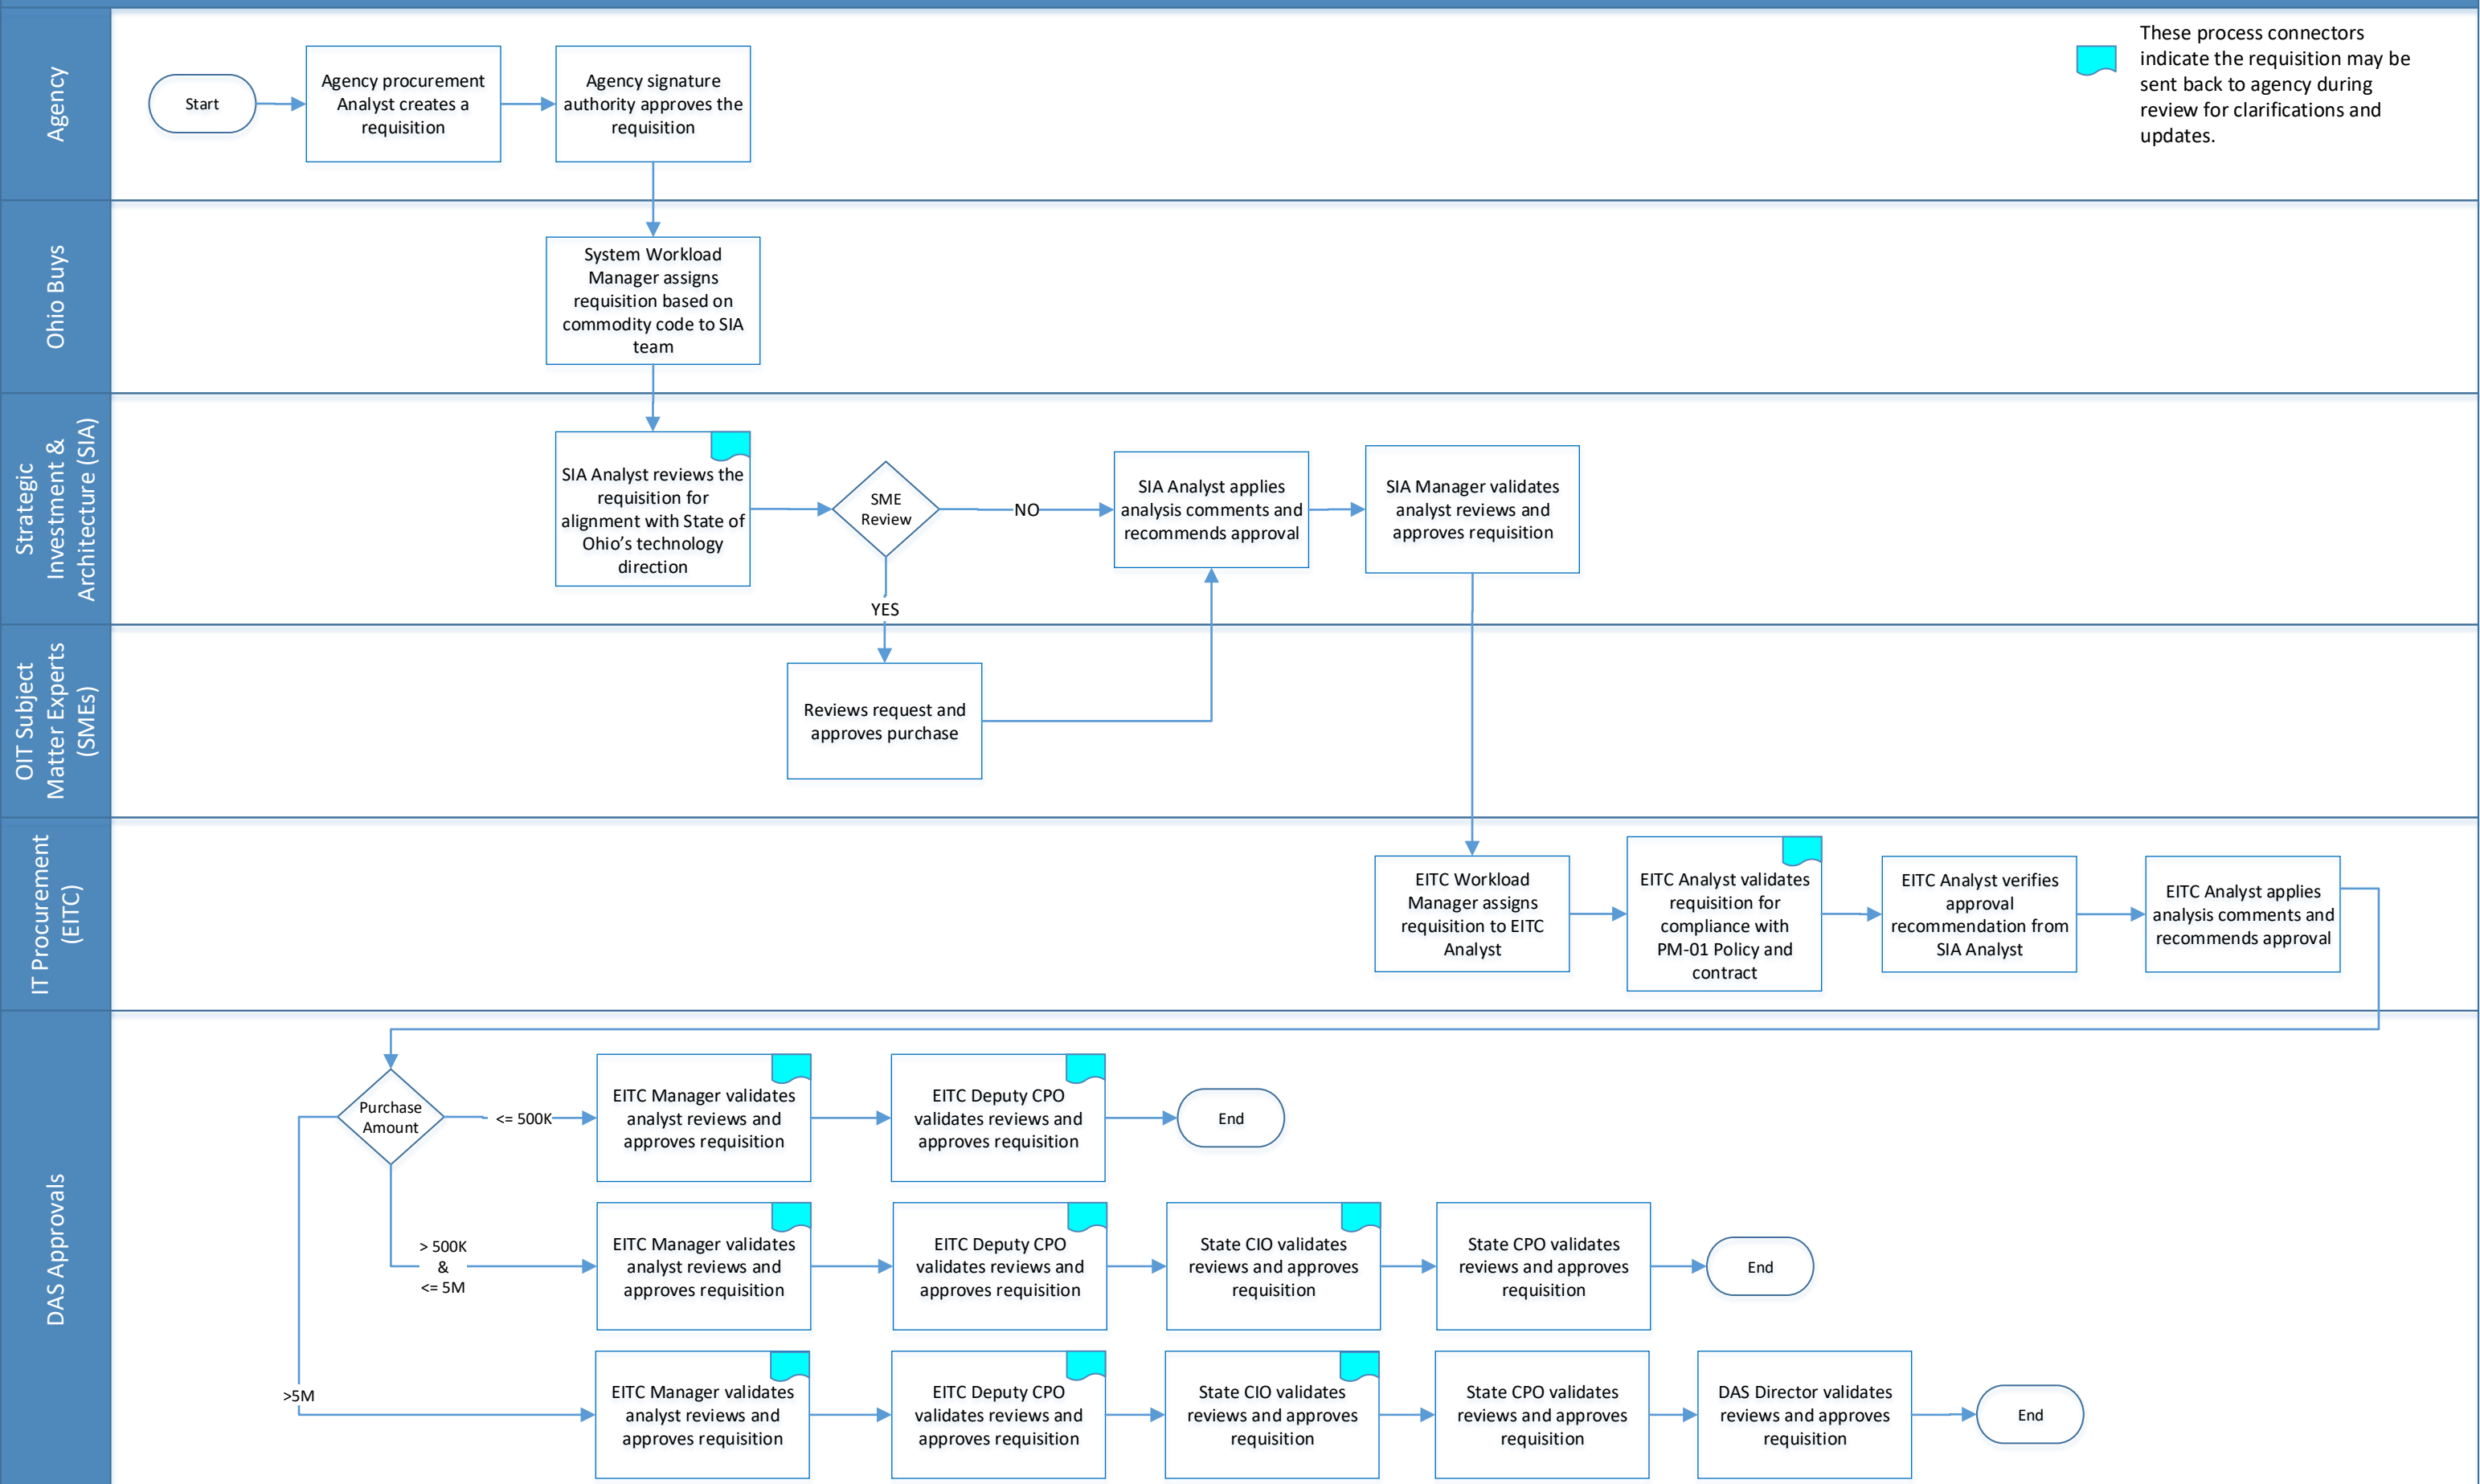 Agency
Start
Agency procurement
Analyst creates a
requisition
Agency signature
authority approves the
requisition
These process connectors
indicate the requisition may be
sent back to agency during
review for clarifications and
updates.
Ohio Buys
System Workload
Manager assigns
requisition based on
commodity code to SIA
team
Strategic
Investment &
Architecture (SIA)
SIA Analyst reviews the
requisition for
alignment with State of
Ohio’s technology
direction
SME
Review
NO
YES
SIA Analyst applies
analysis comments and
recommends approval
SIA Manager validates
analyst reviews and
approves requisition
OIT Subject
Matter Experts
(SMEs)
Reviews request and
approves purchase
IT Procurement
(EITC)
EITC Workload
Manager assigns
requisition to EITC
Analyst
EITC Analyst validates
requisition for
compliance with
PM-01 Policy and
contract
EITC Analyst verifies
approval
recommendation from
SIA Analyst
EITC Analyst applies
analysis comments and
recommends approval
DAS Approvals
Purchase
Amount
<= 500K
EITC Manager validates
analyst reviews and
approves requisition
EITC Deputy CPO
validates reviews and
approves requisition
End
> 500K
&
<= 5M
EITC Manager validates
analyst reviews and
approves requisition
EITC Deputy CPO
validates reviews and
approves requisition
State CIO validates
reviews and approves
requisition
State CPO validates
reviews and approves
requisition
End
>5M
EITC Manager validates
analyst reviews and
approves requisition
EITC Deputy CPO
validates reviews and
approves requisition
State CIO validates
reviews and approves
requisition
State CPO validates
reviews and approves
requisition
DAS Director validates
reviews and approves
requisition
End